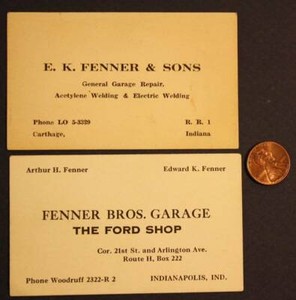 E. K. FENNER & SONS
General Garage Repair,
Acetylene Welding & Electric Welding
Phone LO 5-3229 R. R. 1
Carthage, Indiana
Arthur H. Fenner Edward K. Fenner
FENNER BROS. GARAGE
THE FORD SHOP
Cor. 21st St. and Arlington Ave.
Route H, Box 222
Phone Woodruff 2322-R 2 INDIANAPOLIS, IND.